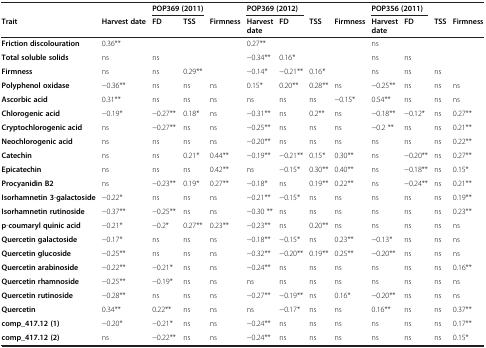 POP369 (2011) POP369 (2012) POP356 (2011)
Trait Harvest date FD TSS Firmness Harvest date FD TSS Firmness Harvest date FD TSS Firmness
Friction discolouration 0.36** 0.27** ns
Total soluble solids ns ns −0.34** 0.16* ns ns
Firmness ns ns 0.29** −0.14* −0.21** 0.16* ns ns ns
Polyphenol oxidase −0.36** ns ns ns 0.15* 0.20** 0.28** ns −0.25** ns ns ns
Ascorbic acid 0.31** ns ns ns ns ns ns −0.15* 0.54** ns ns ns
Chlorogenic acid −0.19* −0.27** 0.18* ns −0.31** ns 0.2** ns −0.18** −0.12* ns 0.27**
Cryptochlorogenic acid ns −0.27** ns ns −0.25** ns ns ns −0.2 ** ns ns 0.21**
Neochlorogenic acid ns ns ns ns −0.20** ns ns ns ns ns ns 0.22**
Catechin ns ns 0.21* 0.44** −0.19** −0.21** 0.15* 0.30** ns −0.20** ns 0.27**
Epicatechin ns ns ns 0.42** ns −0.15* 0.30** 0.40** ns −0.18** ns 0.15*
Procyanidin B2 ns −0.23** 0.19* 0.27** −0.18* ns 0.19** 0.22** ns −0.24** ns 0.21**
Isorhamnetin 3-galactoside −0.22* ns ns ns −0.21** −0.15* ns ns ns ns ns 0.19**
Isorhamnetin rutinoside −0.37** −0.25** ns ns −0.30 ** ns ns ns ns ns ns 0.23**
p-coumaryl quinic acid −0.21* −0.2* 0.27** 0.23** −0.23** ns 0.20** ns ns ns ns ns
Quercetin galactoside −0.17* ns ns ns −0.18** −0.15* ns 0.23** −0.13* ns ns ns
Quercetin glucoside −0.25** ns ns ns −0.32** −0.20** 0.19** 0.25** −0.20** ns ns ns
Quercetin arabinoside −0.22** −0.21* ns ns −0.24** ns ns ns ns ns ns 0.16**
Quercetin rhamnoside −0.25** −0.19* ns ns ns ns ns ns ns ns ns ns
Quercetin rutinoside −0.28** ns ns ns −0.27** −0.19** ns 0.16* −0.20** ns ns ns
Quercetin 0.34** 0.22** ns ns ns −0.17* ns ns 0.16** ns ns 0.37**
comp_417.12 (1) −0.20* −0.21* ns ns −0.24** ns ns ns ns ns ns 0.17**
comp_417.12 (2) ns −0.22** ns ns −0.24** ns ns ns ns ns ns 0.15*